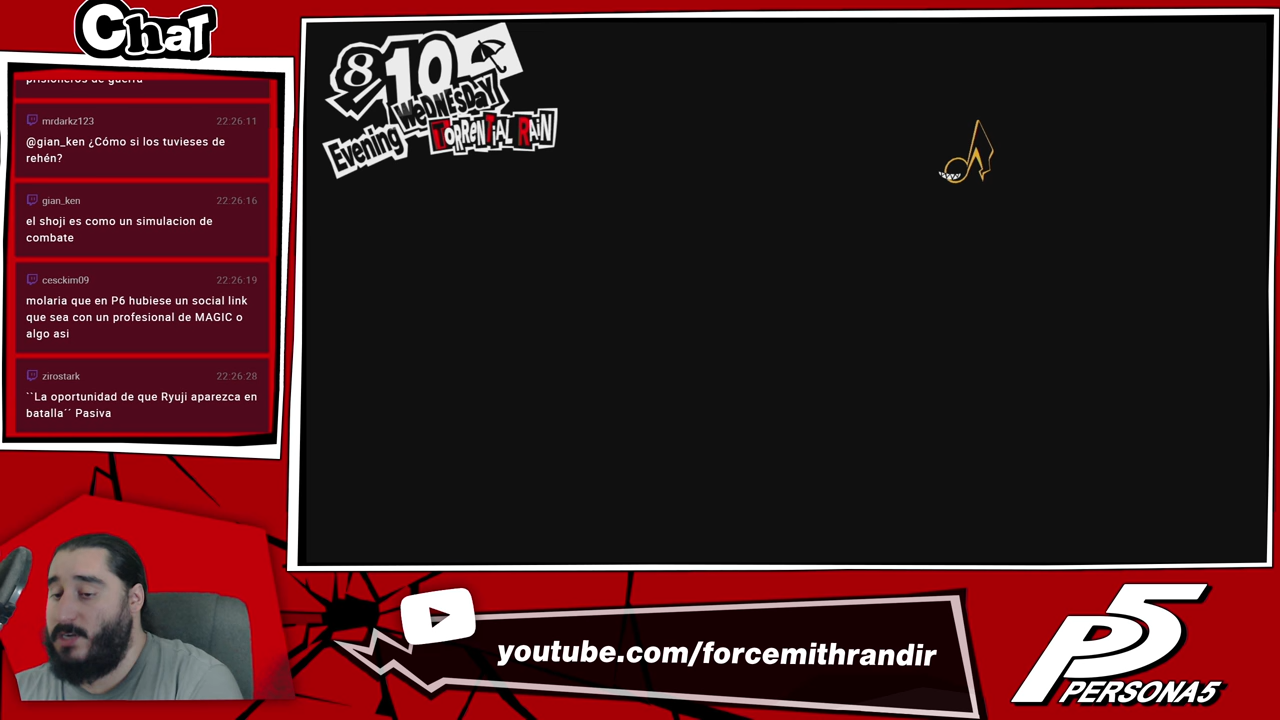 Chat
prisioneros de guerra
mrdarkz123 22:26:11
@gian_ken ¿Cómo si los tuvieses de
rehén?
gian_ken 22:26:16
el shoji es como un simulacion de
combate
cesckim09 22:26:19
molaria que en P6 hubiese un social link
que sea con un profesional de MAGIC o
algo asi
zirostark 22:26:28
``La oportunidad de que Ryuji aparezca en
batalla´´ Pasiva
8/10
WEDNESDAY
Evening TorrenTiAL RAiN
youtube.com/forcemithrandir
P5
PERSONA5